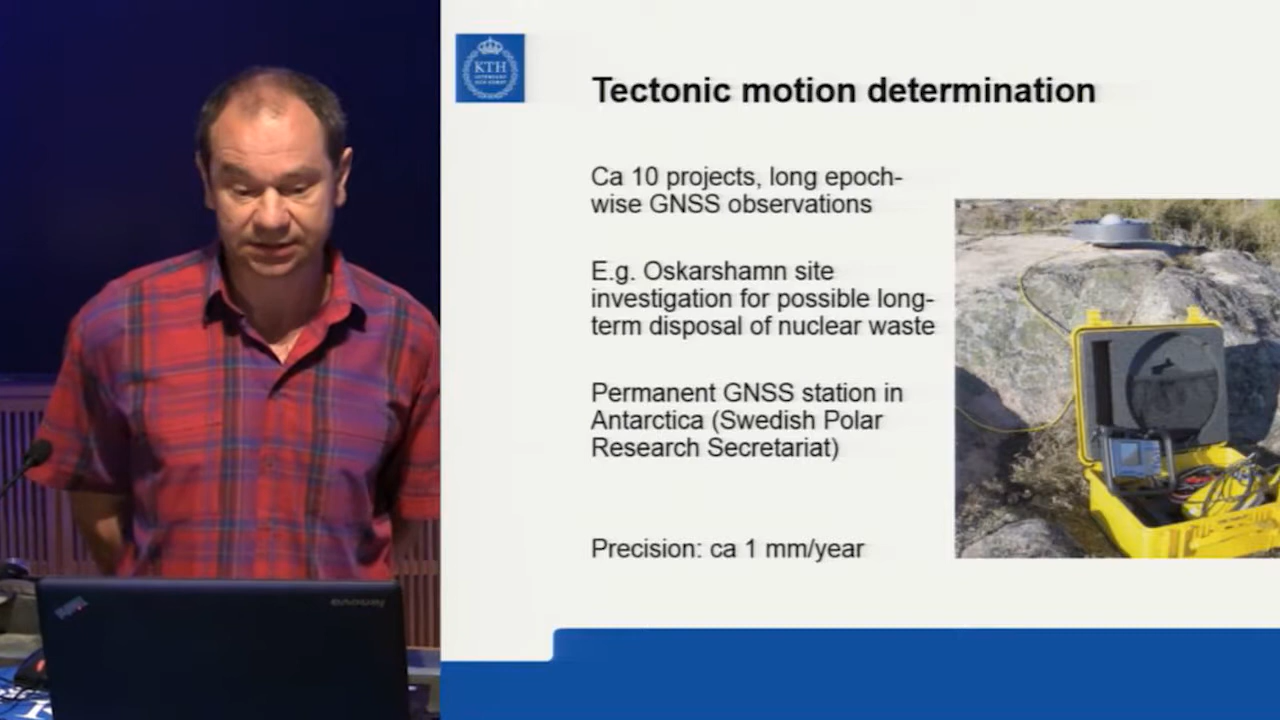 KTH
Tectonic motion determination
Ca 10 projects, long epoch-
wise GNSS observations
E.g. Oskarshamn site
investigation for possible long-
term disposal of nuclear waste
Permanent GNSS station in
Antarctica (Swedish Polar
Research Secretariat)
Precision: ca 1 mm/year
lenovo